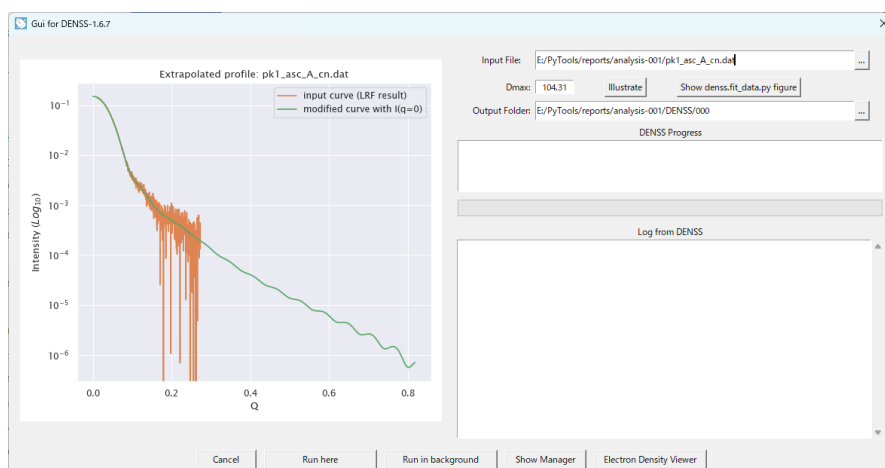 Gui for DENSS-1.6.7
Extrapolated profile: pk1_asc_A_cn.dat
input curve (LRF result)
modified curve with I(q=0)
Intensity (Log10)
10⁻¹
10⁻²
10⁻³
10⁻⁴
10⁻⁵
10⁻⁶
0.0 0.2 0.4 0.6 0.8
Q
Input File: E:/PyTools/reports/analysis-001/pk1_asc_A_cn.dat ...
Dmax: 104.31 Illustrate Show denss.fit_data.py figure
Output Folder: E:/PyTools/reports/analysis-001/DENSS/000 ...
DENSS Progress
Log from DENSS
Cancel Run here Run in background Show Manager Electron Density Viewer